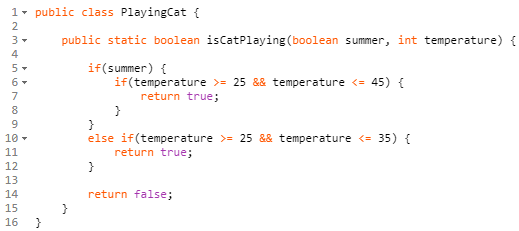 1 public class PlayingCat {
2
3     public static boolean isCatPlaying(boolean summer, int temperature) {
4
5         if(summer) {
6             if(temperature >= 25 && temperature <= 45) {
7                 return true;
8             }
9         }
10         else if(temperature >= 25 && temperature <= 35) {
11             return true;
12         }
13
14         return false;
15     }
16 }